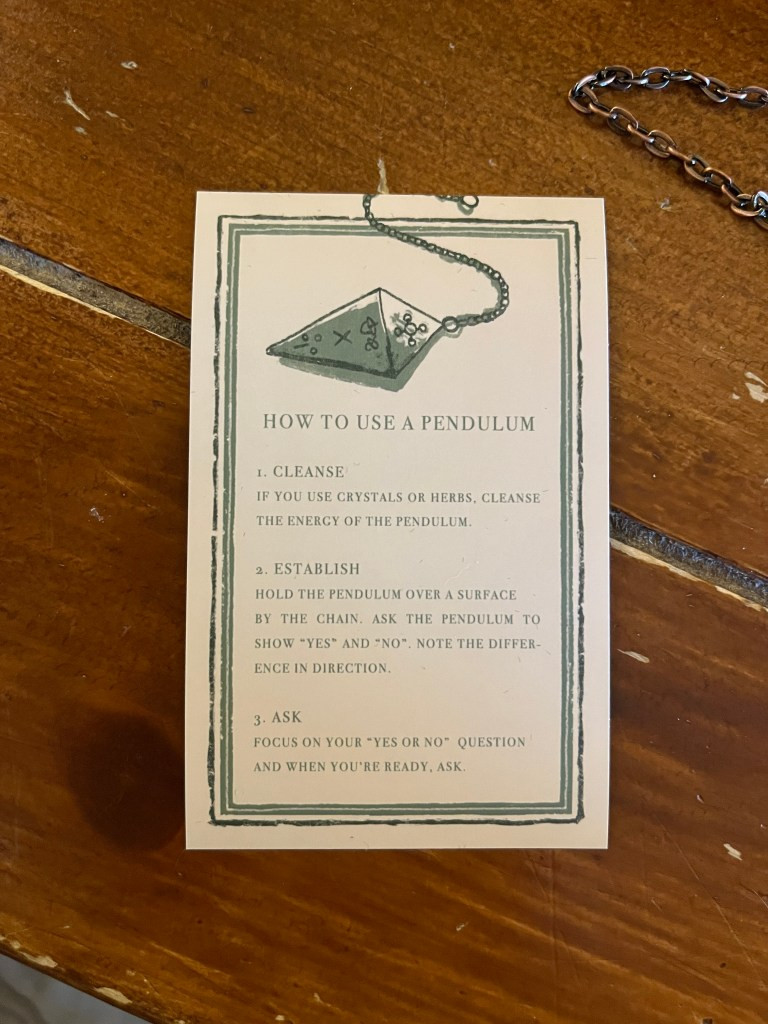 HOW TO USE A PENDULUM
1. CLEANSE
IF YOU USE CRYSTALS OR HERBS, CLEANSE
THE ENERGY OF THE PENDULUM.
2. ESTABLISH
HOLD THE PENDULUM OVER A SURFACE
BY THE CHAIN. ASK THE PENDULUM TO
SHOW "YES" AND "NO". NOTE THE DIFFER-
ENCE IN DIRECTION.
3. ASK
FOCUS ON YOUR "YES OR NO" QUESTION
AND WHEN YOU'RE READY, ASK.